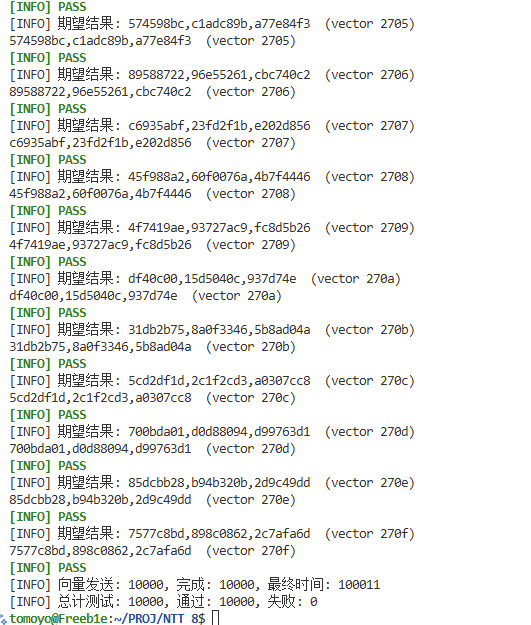 [INFO] PASS
[INFO] 期望结果: 574598bc,c1adc89b,a77e84f3  (vector 2705)
574598bc,c1adc89b,a77e84f3  (vector 2705)
[INFO] PASS
[INFO] 期望结果: 89588722,96e55261,cbc740c2  (vector 2706)
89588722,96e55261,cbc740c2  (vector 2706)
[INFO] PASS
[INFO] 期望结果: c6935abf,23fd2f1b,e202d856  (vector 2707)
c6935abf,23fd2f1b,e202d856  (vector 2707)
[INFO] PASS
[INFO] 期望结果: 45f988a2,60f0076a,4b7f4446  (vector 2708)
45f988a2,60f0076a,4b7f4446  (vector 2708)
[INFO] PASS
[INFO] 期望结果: 4f7419ae,93727ac9,fc8d5b26  (vector 2709)
4f7419ae,93727ac9,fc8d5b26  (vector 2709)
[INFO] PASS
[INFO] 期望结果: df40c00,15d5040c,937d74e  (vector 270a)
df40c00,15d5040c,937d74e  (vector 270a)
[INFO] PASS
[INFO] 期望结果: 31db2b75,8a0f3346,5b8ad04a  (vector 270b)
31db2b75,8a0f3346,5b8ad04a  (vector 270b)
[INFO] PASS
[INFO] 期望结果: 5cd2df1d,2c1f2cd3,a0307cc8  (vector 270c)
5cd2df1d,2c1f2cd3,a0307cc8  (vector 270c)
[INFO] PASS
[INFO] 期望结果: 700bda01,d0d88094,d99763d1  (vector 270d)
700bda01,d0d88094,d99763d1  (vector 270d)
[INFO] PASS
[INFO] 期望结果: 85dcbb28,b94b320b,2d9c49dd  (vector 270e)
85dcbb28,b94b320b,2d9c49dd  (vector 270e)
[INFO] PASS
[INFO] 期望结果: 7577c8bd,898c0862,2c7afa6d  (vector 270f)
7577c8bd,898c0862,2c7afa6d  (vector 270f)
[INFO] PASS
[INFO] 向量发送: 10000, 完成: 10000, 最终时间: 100011
[INFO] 总计测试: 10000, 通过: 10000, 失败: 0
tomoyo@Freeb1e:~/PROJ/NTT 8$